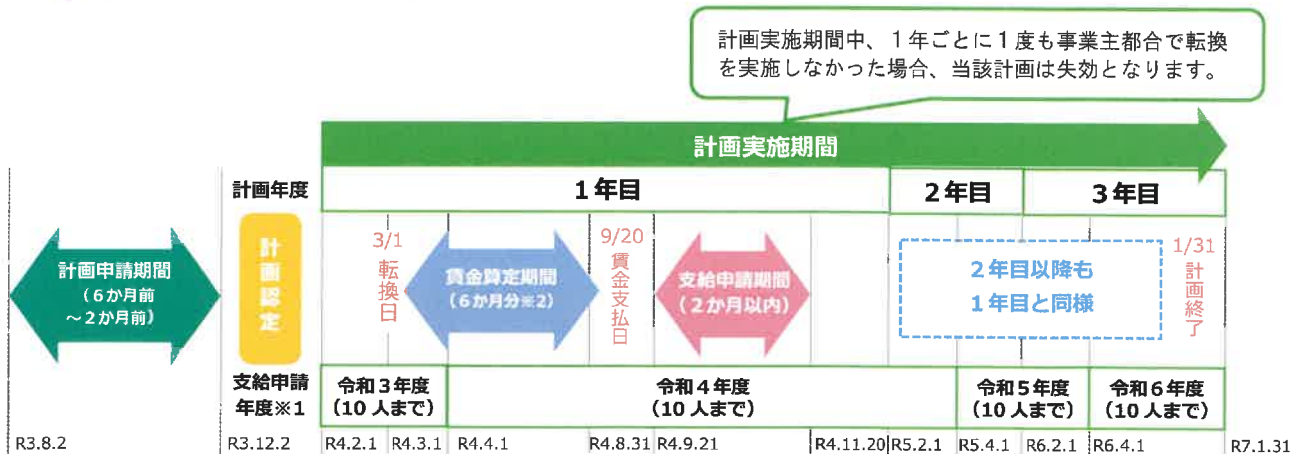 計画実施期間中、1年ごとに1度も事業主都合で転換
を実施しなかった場合、当該計画は失効となります。
計画実施期間
計画年度
1年目
2年目
3年目
計画申請期間
(6か月前
~2か月前)
計画認定
3/1
転換日
賃金算定期間
(6か月分※2)
9/20
賃金支払日
支給申請期間
(2か月以内)
2年目以降も
1年目と同様
1/31
計画終了
支給申請
年度※1
令和3年度
(10人まで)
令和4年度
(10人まで)
令和5年度
(10人まで)
令和6年度
(10人まで)
R3.8.2
R3.12.2
R4.2.1
R4.3.1
R4.4.1
R4.8.31
R4.9.21
R4.11.20
R5.2.1
R5.4.1
R6.2.1
R6.4.1
R7.1.31